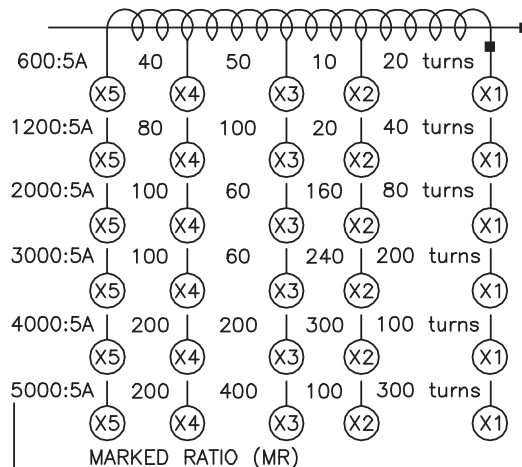 600:5A 40 50 10 20 turns
X5 X4 X3 X2 X1
1200:5A 80 100 20 40 turns
X5 X4 X3 X2 X1
2000:5A 100 60 160 80 turns
X5 X4 X3 X2 X1
3000:5A 100 60 240 200 turns
X5 X4 X3 X2 X1
4000:5A 200 200 300 100 turns
X5 X4 X3 X2 X1
5000:5A 200 400 100 300 turns
X5 X4 X3 X2 X1
MARKED RATIO (MR)